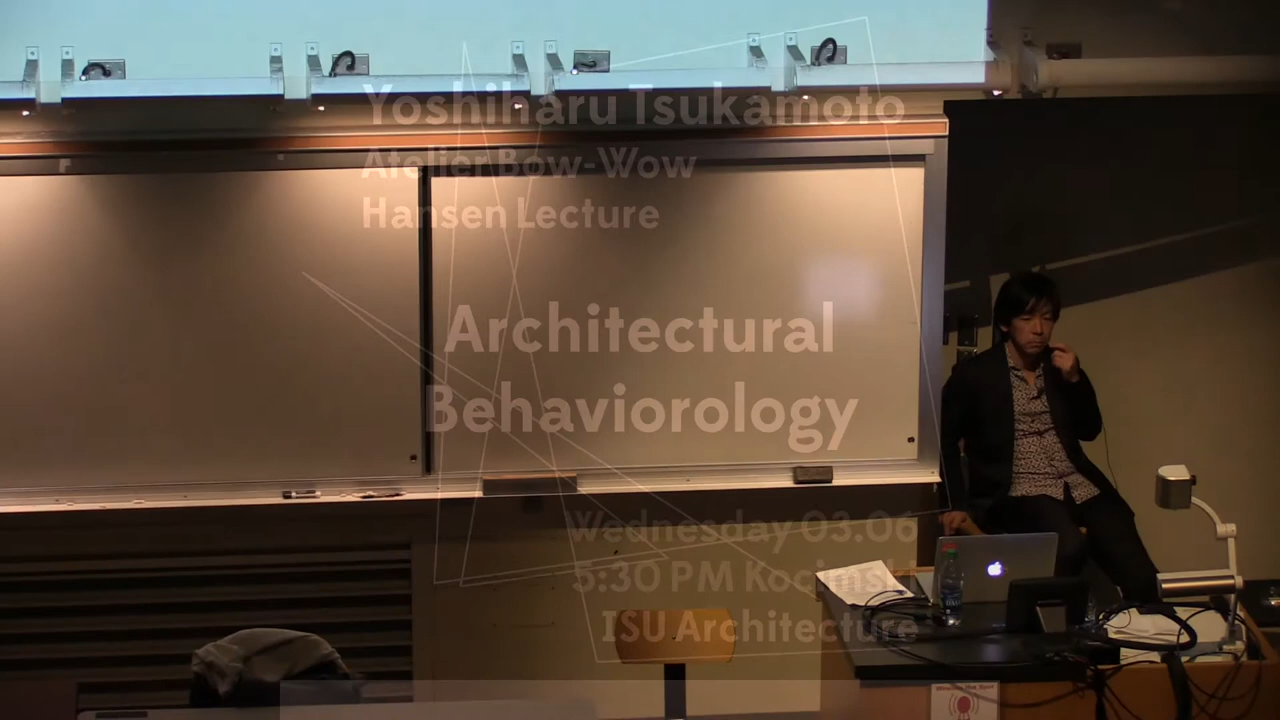 Yoshiharu Tsukamoto
Atelier Bow-Wow
Hansen Lecture
Architectural
Behaviorology
Wednesday 03.06
5:30 PM Kocimski
ISU Architecture